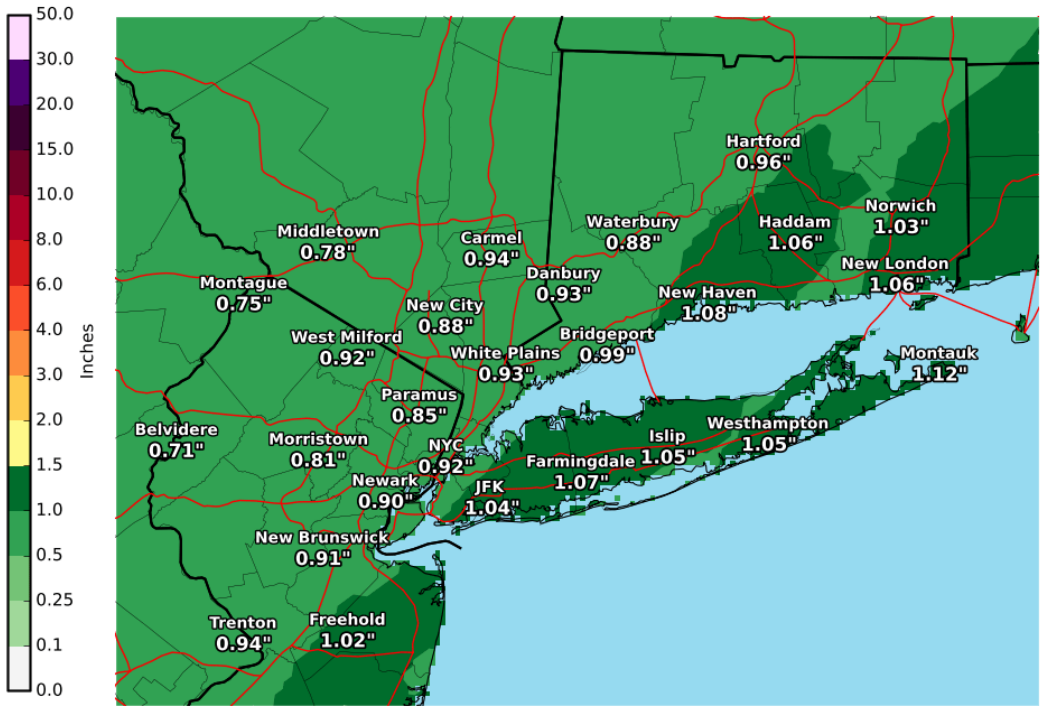 50.0
30.0
20.0
15.0
10.0
8.0
6.0
4.0
3.0
2.0
1.5
1.0
0.5
0.25
0.1
0.0
Inches
Hartford
0.96"
Norwich
1.03"
Haddam
1.06"
Waterbury
0.88"
Middletown
0.78"
Carmel
0.94"
New London
1.06"
Danbury
0.93"
Montague
0.75"
New Haven
1.08"
New City
0.88"
Bridgeport
0.99"
West Milford
0.92"
White Plains
0.93"
Montauk
1.12"
Paramus
0.85"
Westhampton
1.05"
Belvidere
0.71"
Islip
1.05"
Morristown
0.81"
NYC
0.92"
Farmingdale
1.07"
Newark
0.90"
JFK
1.04"
New Brunswick
0.91"
Freehold
1.02"
Trenton
0.94"